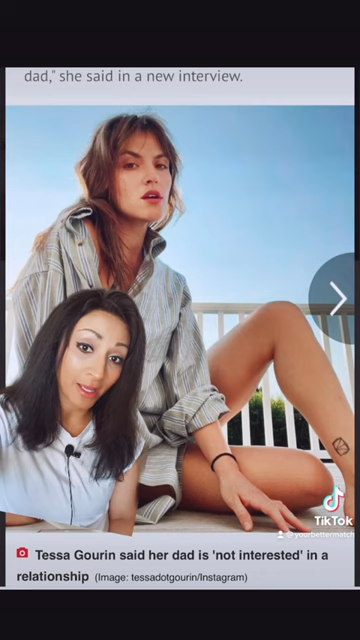 dad," she said in a new interview.
TikTok
@yourbettermatch
Tessa Gourin said her dad is 'not interested' in a
relationship (Image: tessadotgourin/Instagram)